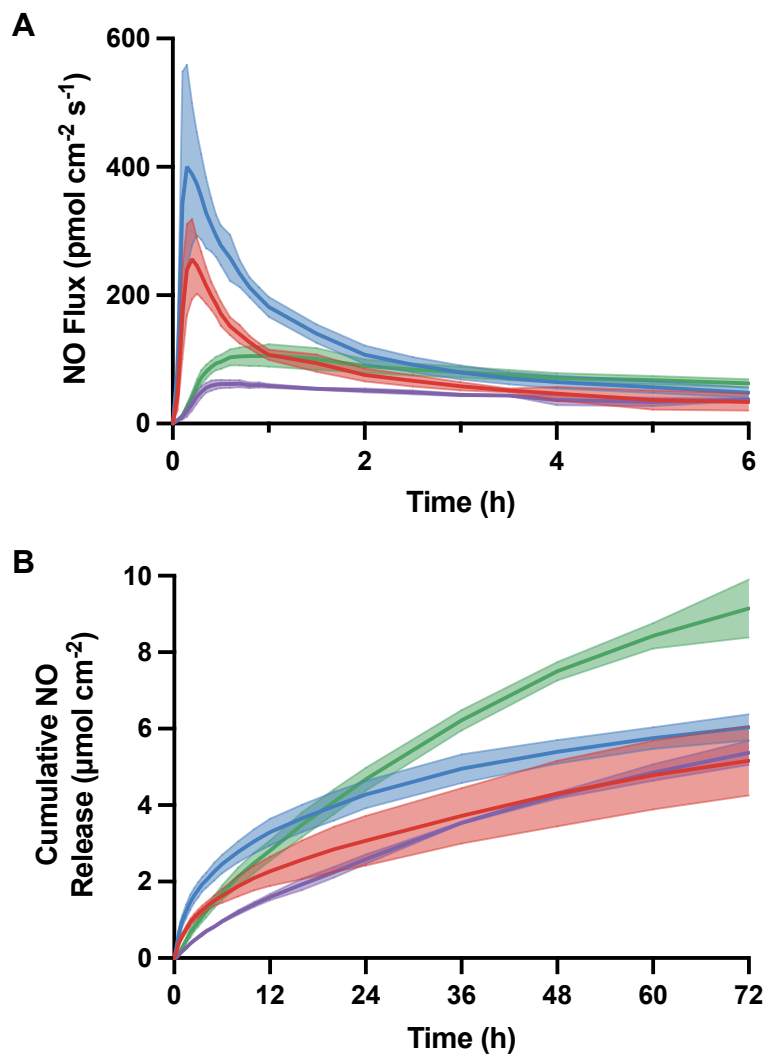 A
600
400
200
0
NO Flux (pmol cm⁻² s⁻¹)
0 2 4 6
Time (h)
B
10
8
6
4
2
0
Cumulative NO
Release (μmol cm⁻²)
0 12 24 36 48 60 72
Time (h)